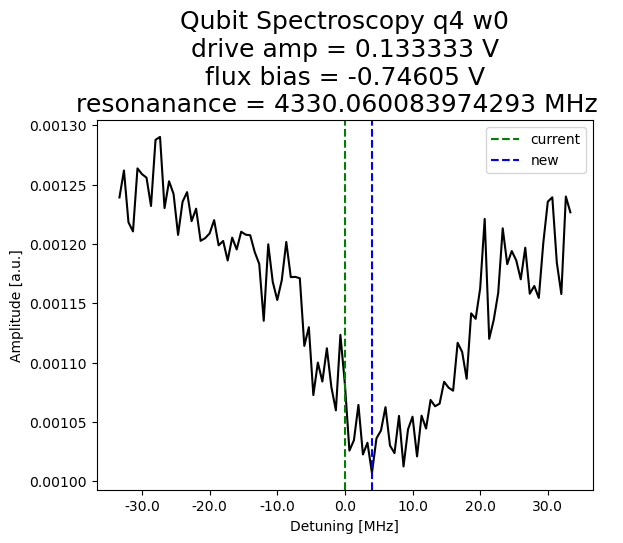 Qubit Spectroscopy q4 w0
drive amp = 0.133333 V
flux bias = -0.74605 V
resonanance = 4330.060083974293 MHz
0.00130
0.00125
0.00120
0.00115
0.00110
0.00105
0.00100
Amplitude [a.u.]
current
new
-30.0 -20.0 -10.0 0.0 10.0 20.0 30.0
Detuning [MHz]